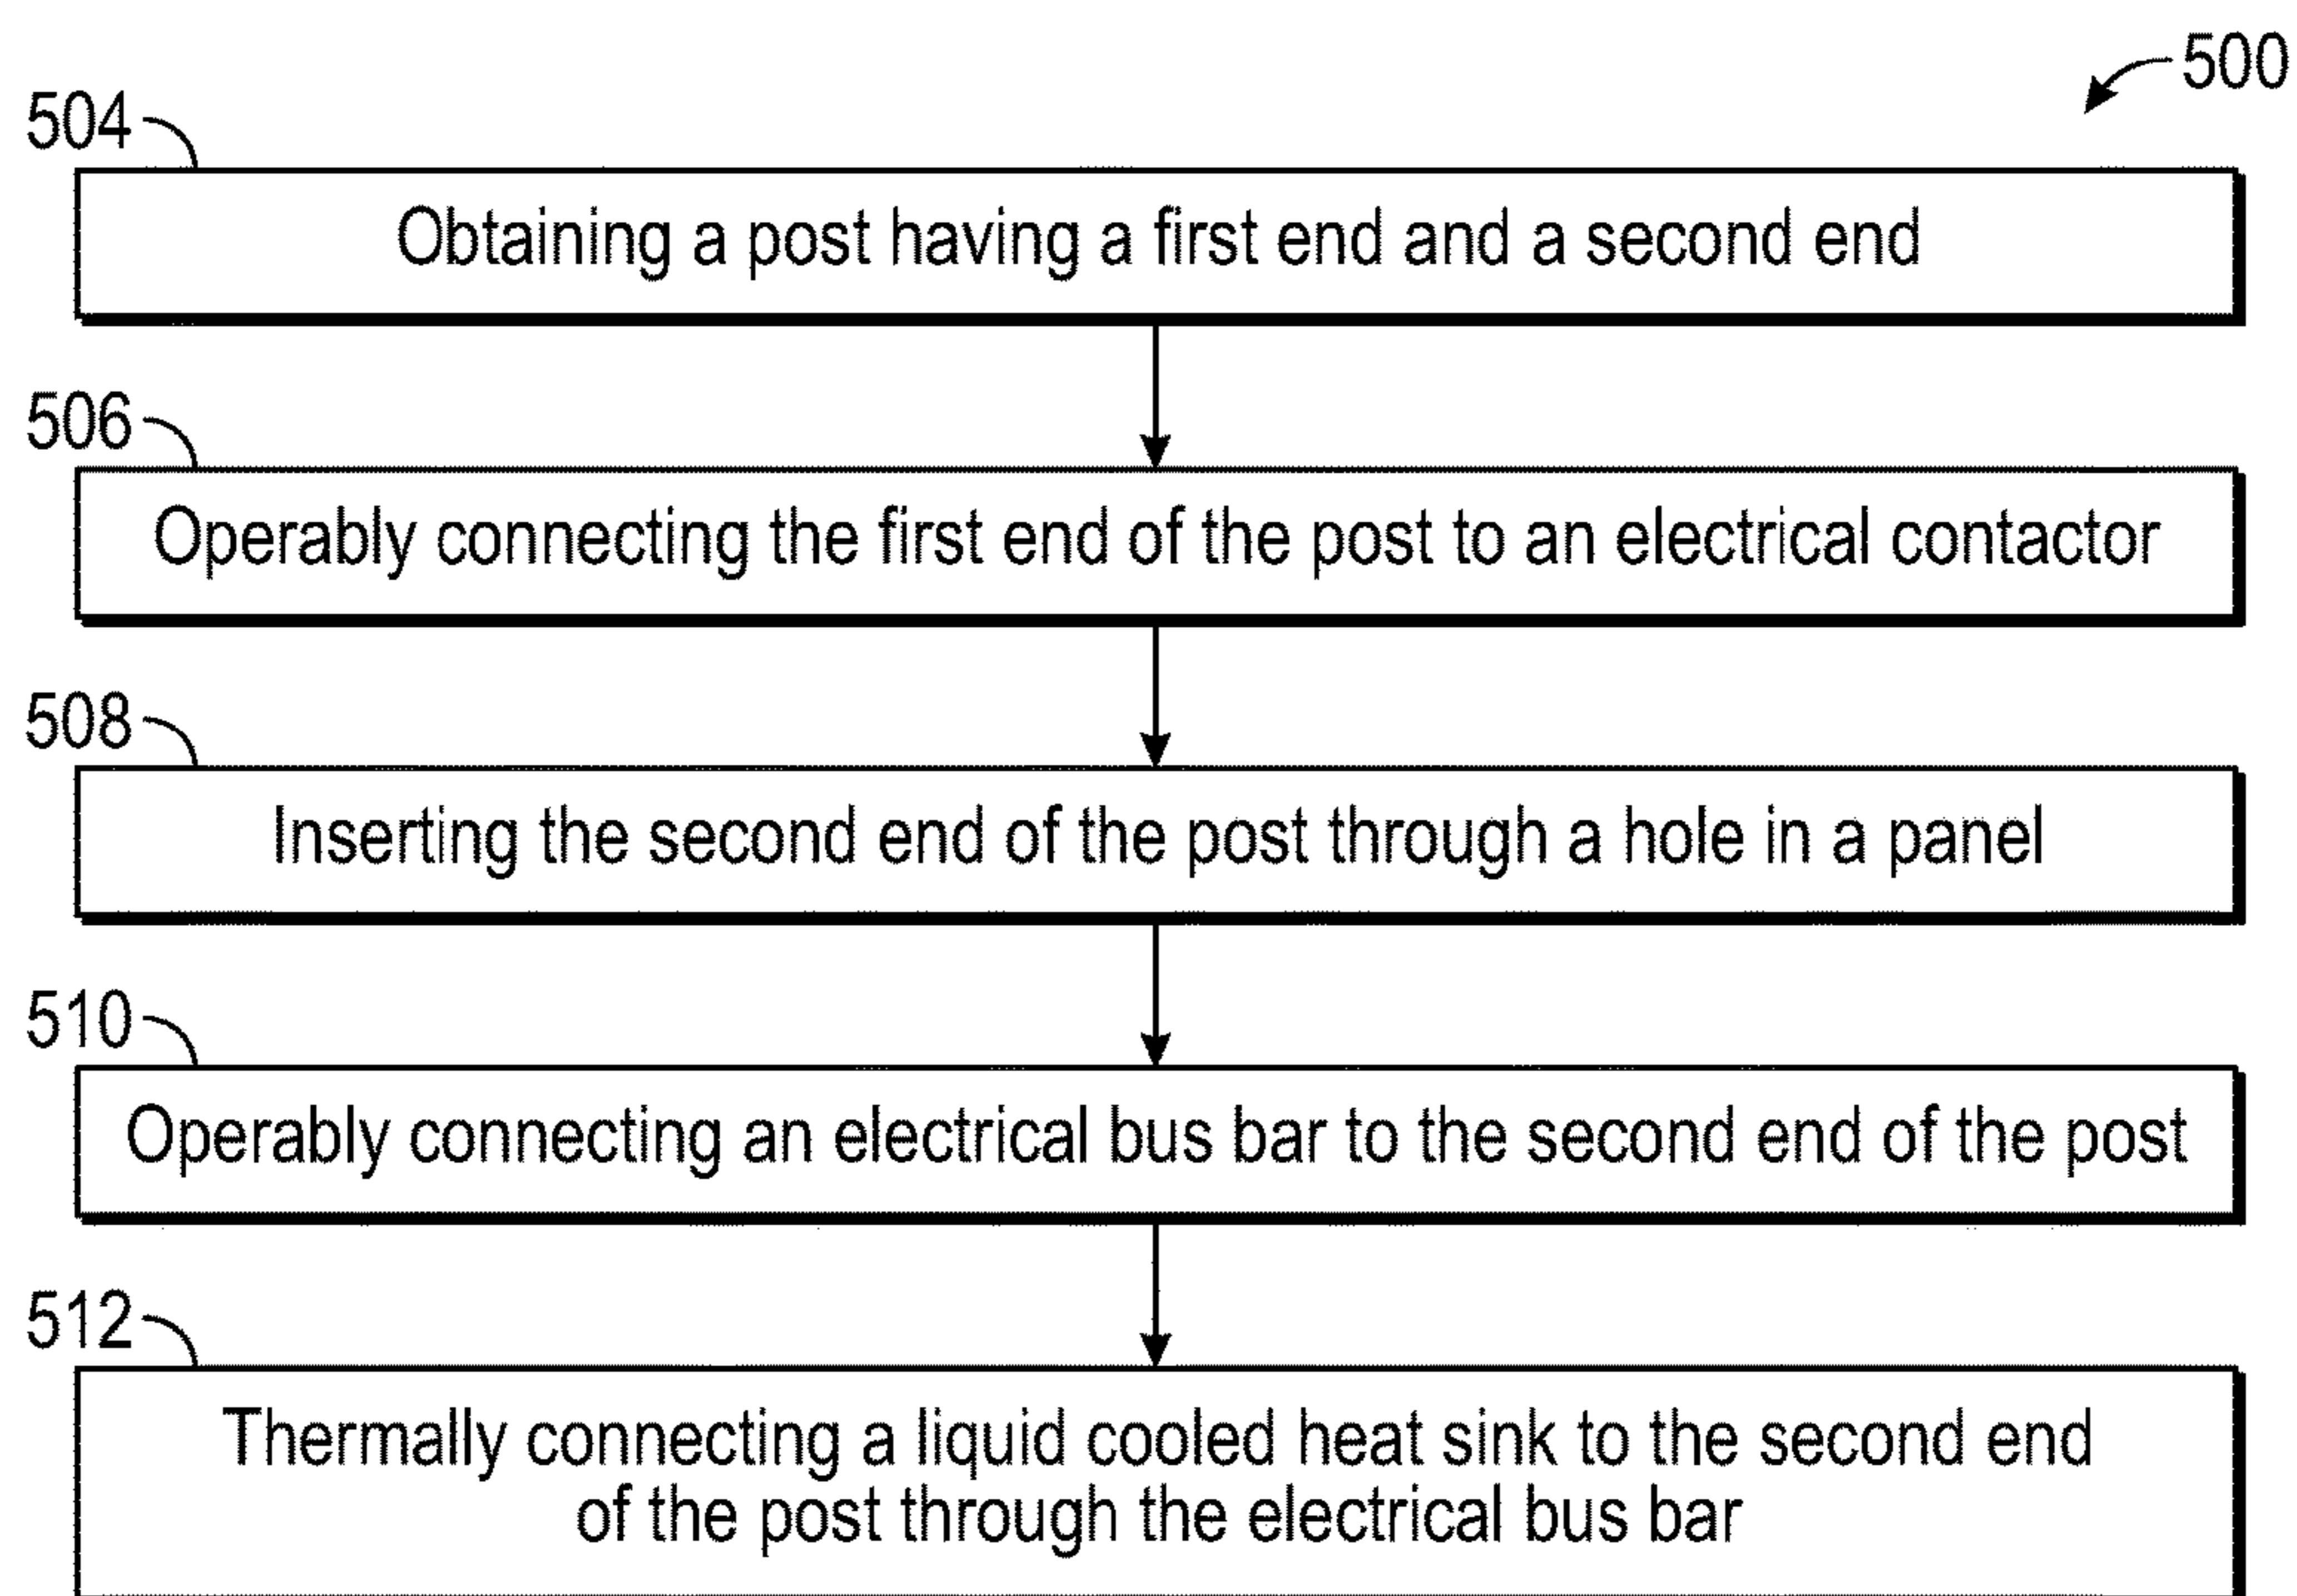 500
504
Obtaining a post having a first end and a second end
506
Operably connecting the first end of the post to an electrical contactor
508
Inserting the second end of the post through a hole in a panel
510
Operably connecting an electrical bus bar to the second end of the post
512
Thermally connecting a liquid cooled heat sink to the second end
of the post through the electrical bus bar